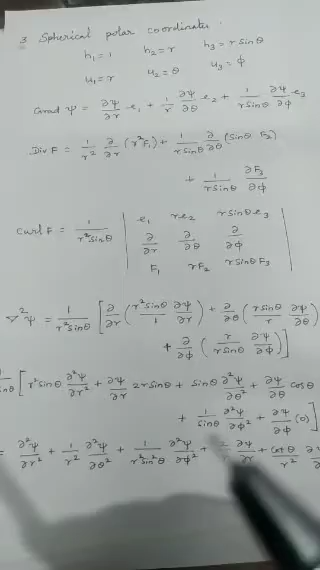 3 Spherical polar coordinates.
h₁=1 h₂=r h₃=r sinθ
u₁=r u₂=θ u₃=ϕ
Grad ψ = ∂ψ/∂r e₁ + 1/r ∂ψ/∂θ e₂ + 1/(r sinθ) ∂ψ/∂ϕ e₃
Div F = 1/r² ∂/∂r (r²F₁) + 1/(r sinθ) ∂/∂θ (sinθ F₂)
+ 1/(r sinθ) ∂F₃/∂ϕ
Curl F = 1/(r² sinθ) | e₁ re₂ r sinθ e₃ |
| ∂/∂r ∂/∂θ ∂/∂ϕ |
| F₁ rF₂ r sinθ F₃ |
∇²ψ = 1/(r² sinθ) [ ∂/∂r ( r² sinθ/1 ∂ψ/∂r ) + ∂/∂θ ( r sinθ/r ∂ψ/∂θ )
+ ∂/∂ϕ ( r/(r sinθ) ∂ψ/∂ϕ ) ]
[ r² sinθ ∂²ψ/∂r² + ∂ψ/∂r 2r sinθ + sinθ ∂²ψ/∂θ² + ∂ψ/∂θ cosθ
+ 1/sinθ ∂²ψ/∂ϕ² + ∂ψ/∂ϕ (0) ]
= ∂²ψ/∂r² + 1/r² ∂²ψ/∂θ² + 1/(r² sin²θ) ∂²ψ/∂ϕ² + ∂ψ/∂r + cotθ/r²